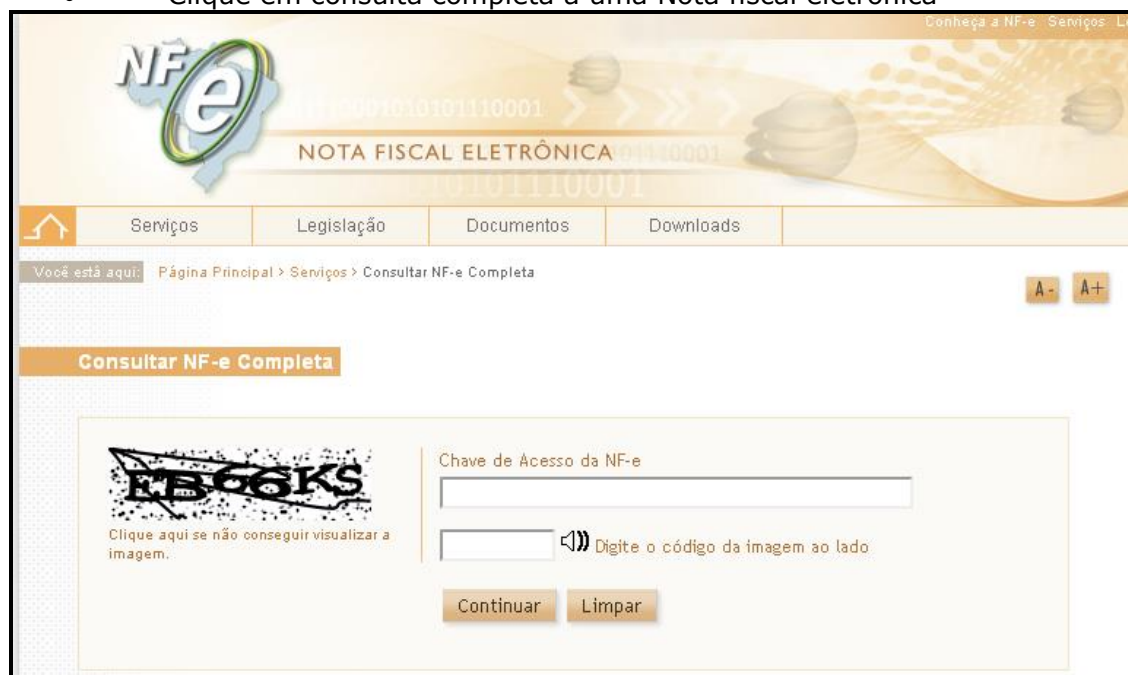 • Clique em consulta completa a uma Nota fiscal eletrônica
Conheça a NF-e Serviços
NFe
0101110001
NOTA FISCAL ELETRÔNICA
Serviços Legislação Documentos Downloads
Você está aqui: Página Principal > Serviços > Consultar NF-e Completa
A- A+
Consultar NF-e Completa
EB66KS
Chave de Acesso da NF-e
Clique aqui se não conseguir visualizar a
imagem.
Digite o código da imagem ao lado
Continuar Limpar